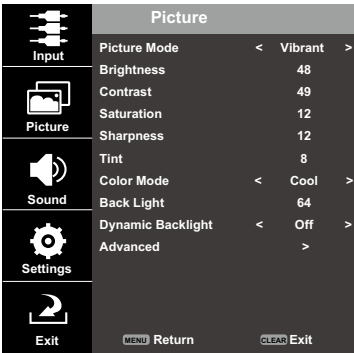 Picture
Input
Picture
Sound
Settings
Exit
Picture Mode < Vibrant >
Brightness 48
Contrast 49
Saturation 12
Sharpness 12
Tint 8
Color Mode < Cool >
Back Light 64
Dynamic Backlight < Off >
Advanced >
MENU Return CLEAR Exit